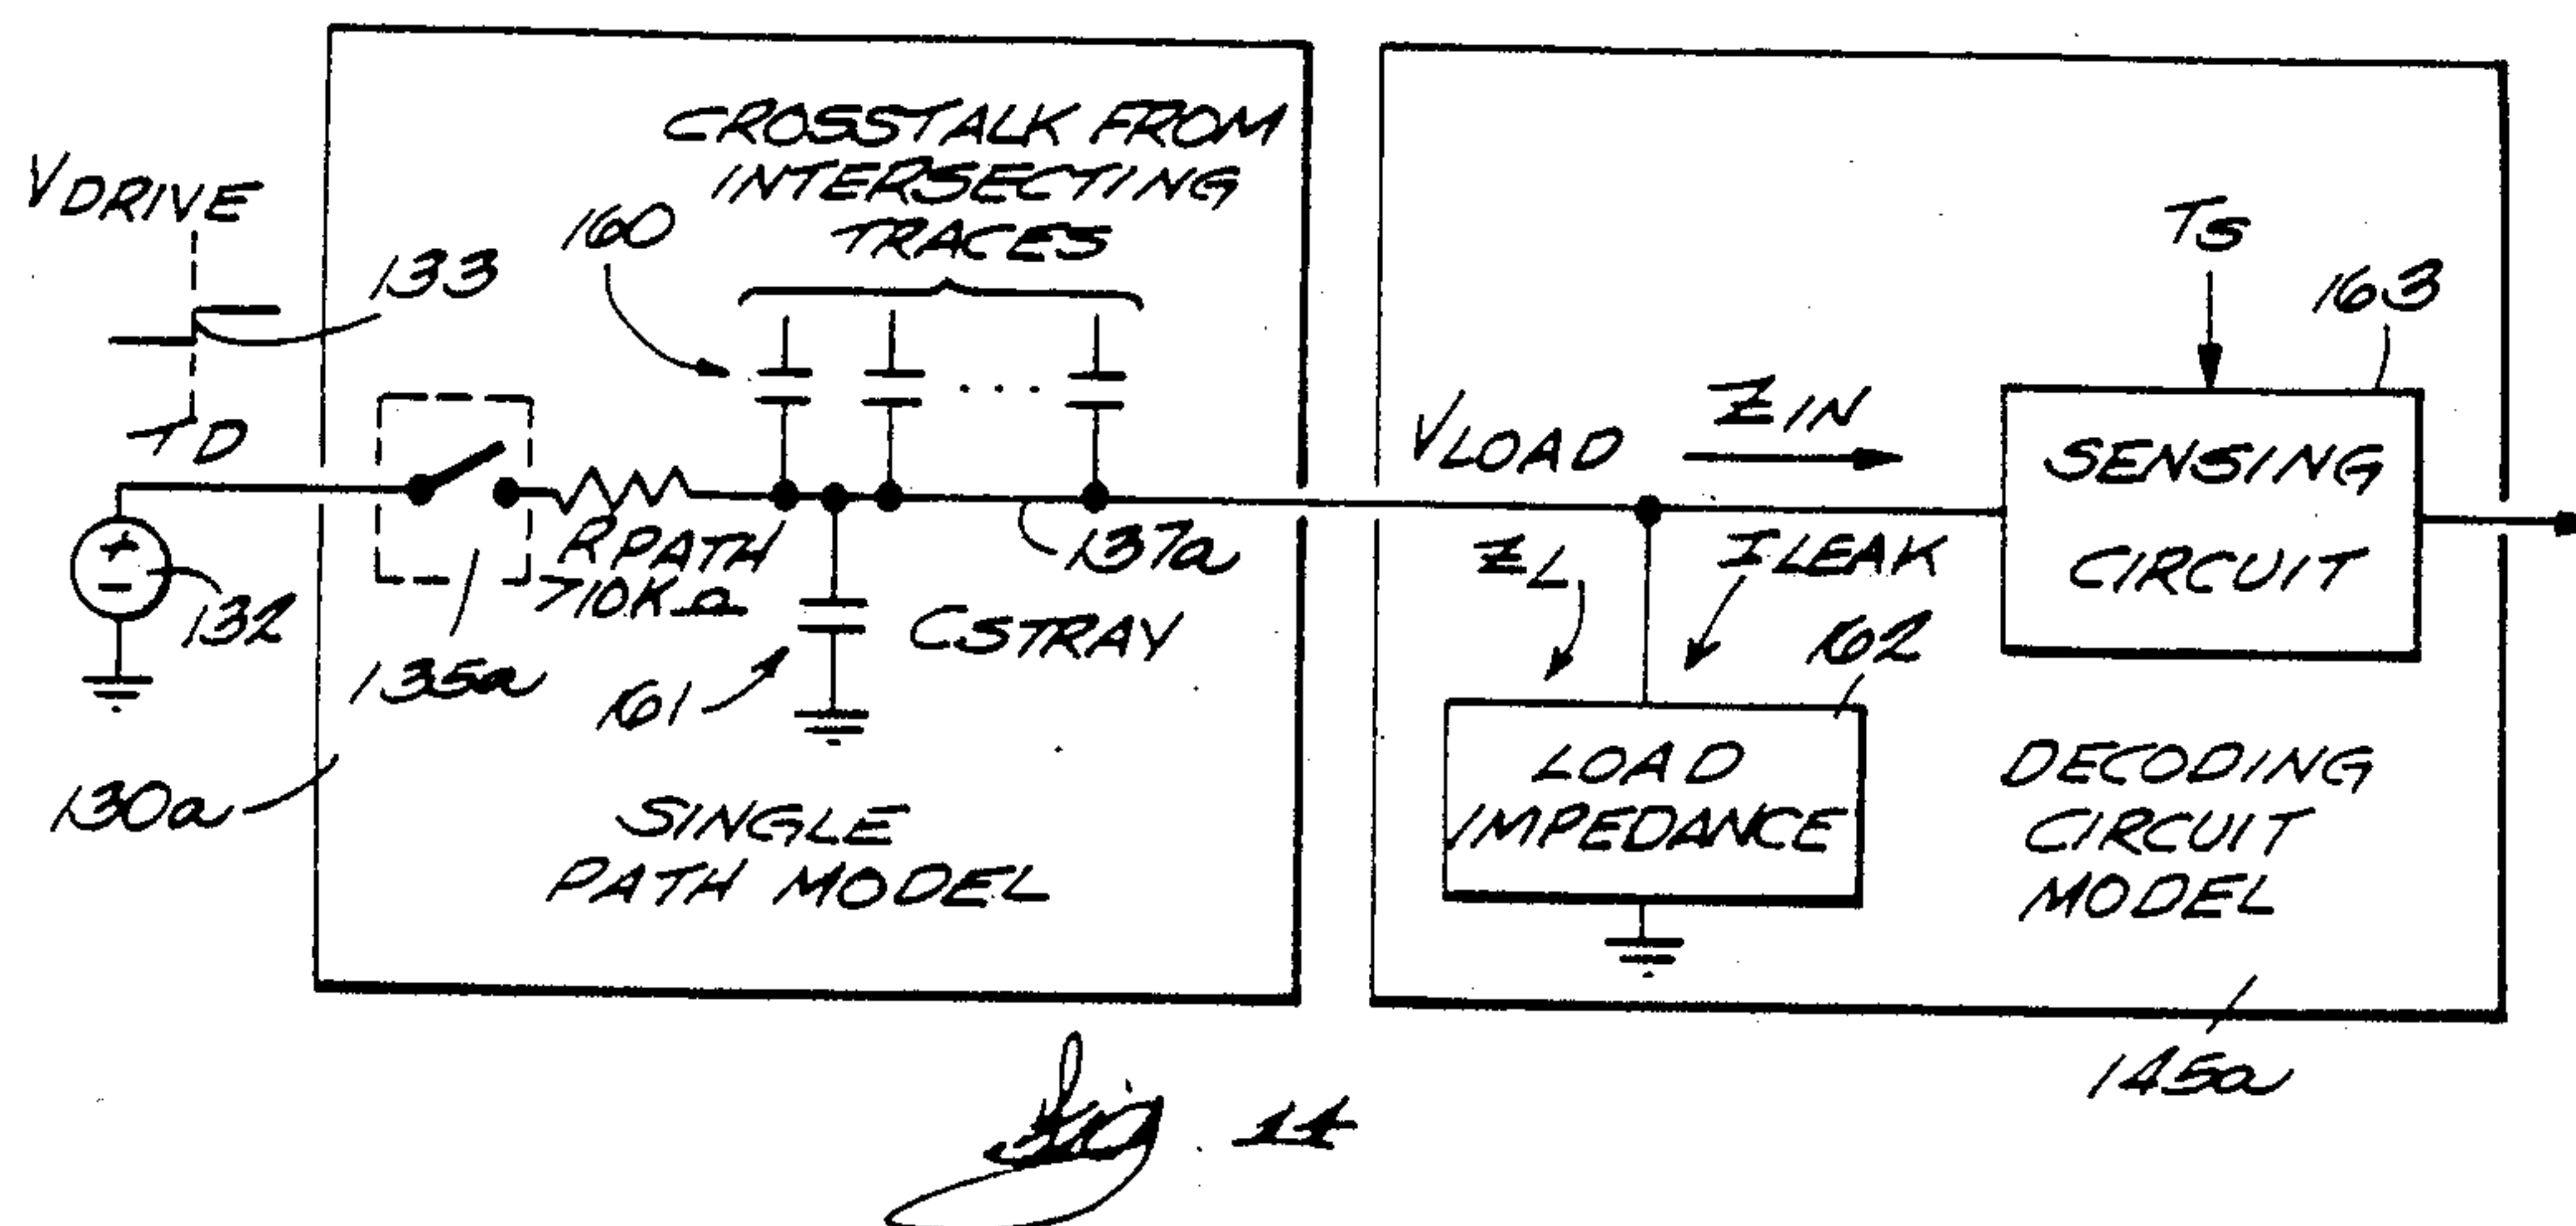 CROSSTALK FROM
INTERSECTING
TRACES
VDRIVE
133
160
TD
TS
163
VLOAD
ZIN
SENSING
CIRCUIT
RPATH
>10KΩ
137a
ZL
ILEAK
132
135a
161
CSTRAY
162
LOAD
IMPEDANCE
DECODING
CIRCUIT
MODEL
130a
SINGLE
PATH MODEL
145a
Fig. 11